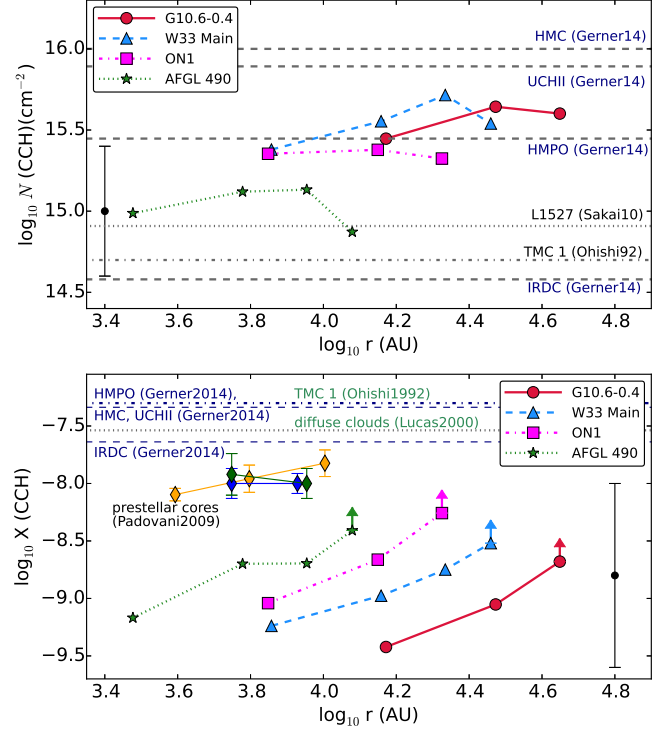 G10.6-0.4
W33 Main
ON1
AFGL 490
HMC (Gerner14)
UCHII (Gerner14)
HMPO (Gerner14)
L1527 (Sakai10)
TMC 1 (Ohishi92)
IRDC (Gerner14)
16.0
15.5
15.0
14.5
log₁₀ N (CCH)(cm⁻²)
3.4 3.6 3.8 4.0 4.2 4.4 4.6 4.8
log₁₀ r (AU)
HMPO (Gerner2014), TMC 1 (Ohishi1992)
HMC, UCHII (Gerner2014)
diffuse clouds (Lucas2000)
IRDC (Gerner2014)
prestellar cores
(Padovani2009)
G10.6-0.4
W33 Main
ON1
AFGL 490
−7.5
−8.0
−8.5
−9.0
−9.5
log₁₀ X (CCH)
3.4 3.6 3.8 4.0 4.2 4.4 4.6 4.8
log₁₀ r (AU)